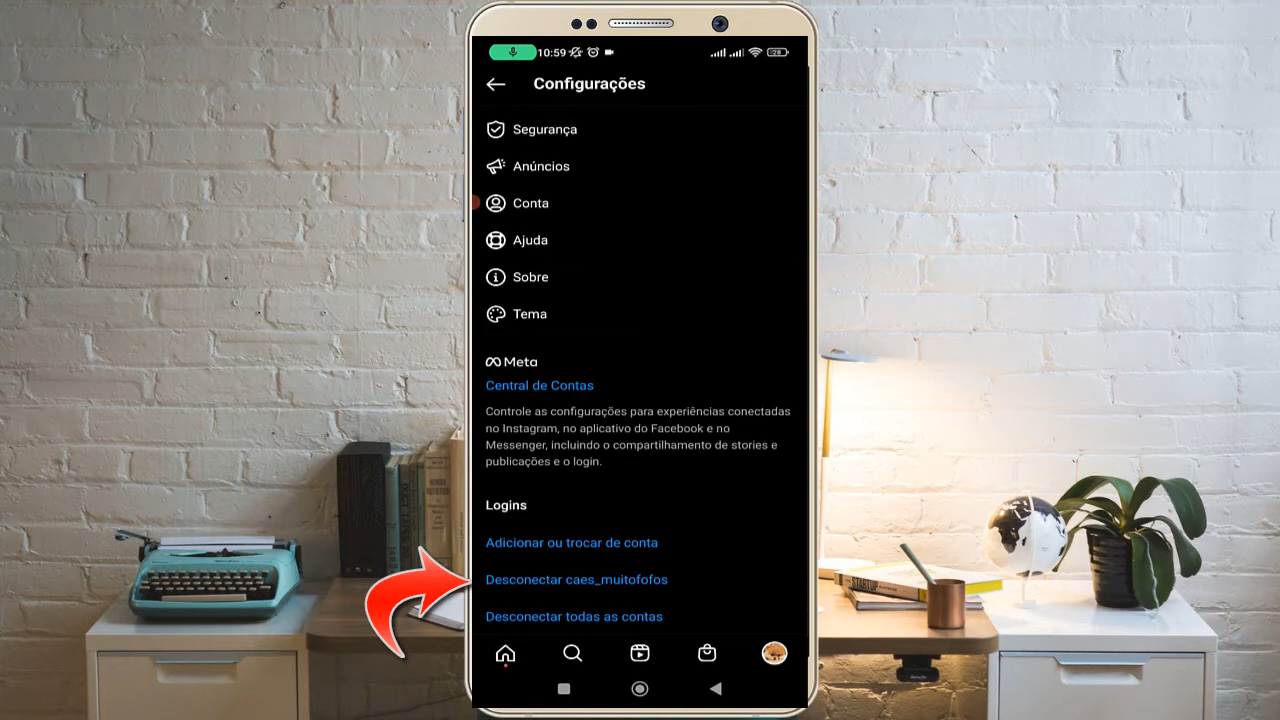 10:59
28
Configurações
Segurança
Anúncios
Conta
Ajuda
Sobre
Tema
Meta
Central de Contas
Controle as configurações para experiências conectadas
no Instagram, no aplicativo do Facebook e no
Messenger, incluindo o compartilhamento de stories e
publicações e o login.
Logins
Adicionar ou trocar de conta
Desconectar caes_muitofofos
Desconectar todas as contas
STARTUP